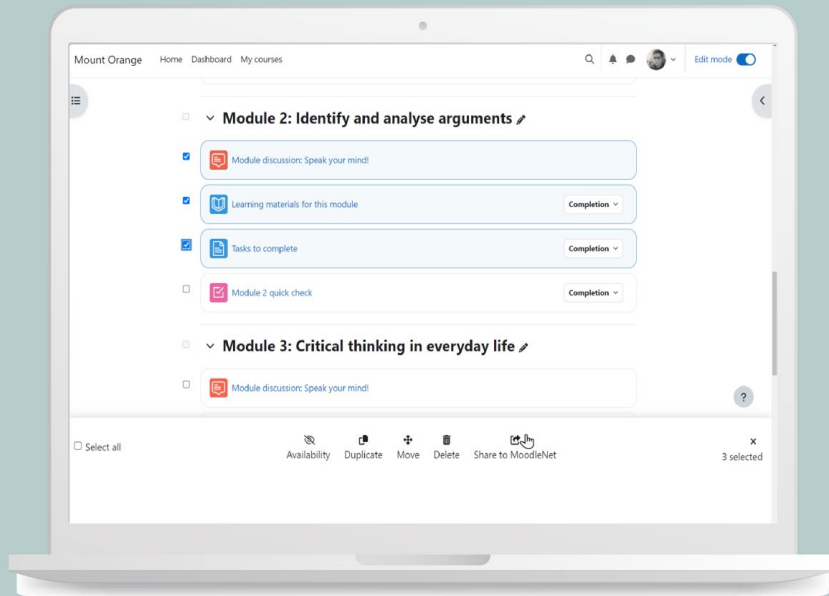 Mount Orange Home Dashboard My courses Edit mode
Module 2: Identify and analyse arguments
Module discussion: Speak your mind!
Learning materials for this module Completion
Tasks to complete Completion
Module 2 quick check Completion
Module 3: Critical thinking in everyday life
Module discussion: Speak your mind!
?
Select all Availability Duplicate Move Delete Share to MoodleNet x
3 selected